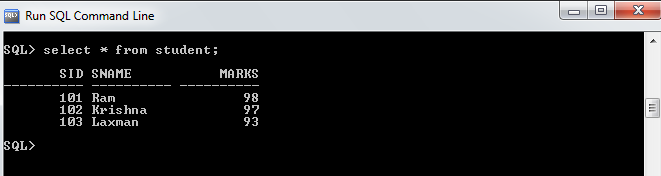 Run SQL Command Line
SQL> select * from student;
SID SNAME MARKS
---------- ---------- ----------
101 Ram 98
102 Krishna 97
103 Laxman 93
SQL>